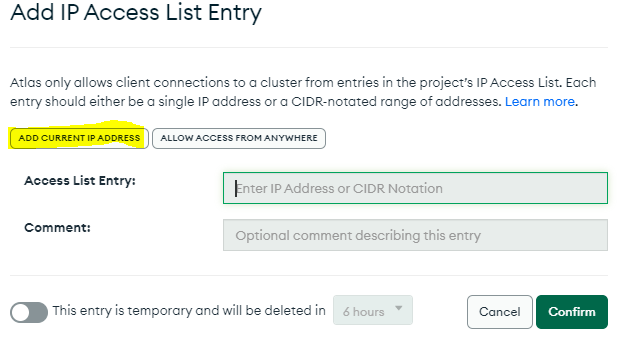 Add IP Access List Entry
Atlas only allows client connections to a cluster from entries in the project's IP Access List. Each
entry should either be a single IP address or a CIDR-notated range of addresses. Learn more.
ADD CURRENT IP ADDRESS ALLOW ACCESS FROM ANYWHERE
Access List Entry: Enter IP Address or CIDR Notation
Comment: Optional comment describing this entry
This entry is temporary and will be deleted in 6 hours Cancel Confirm